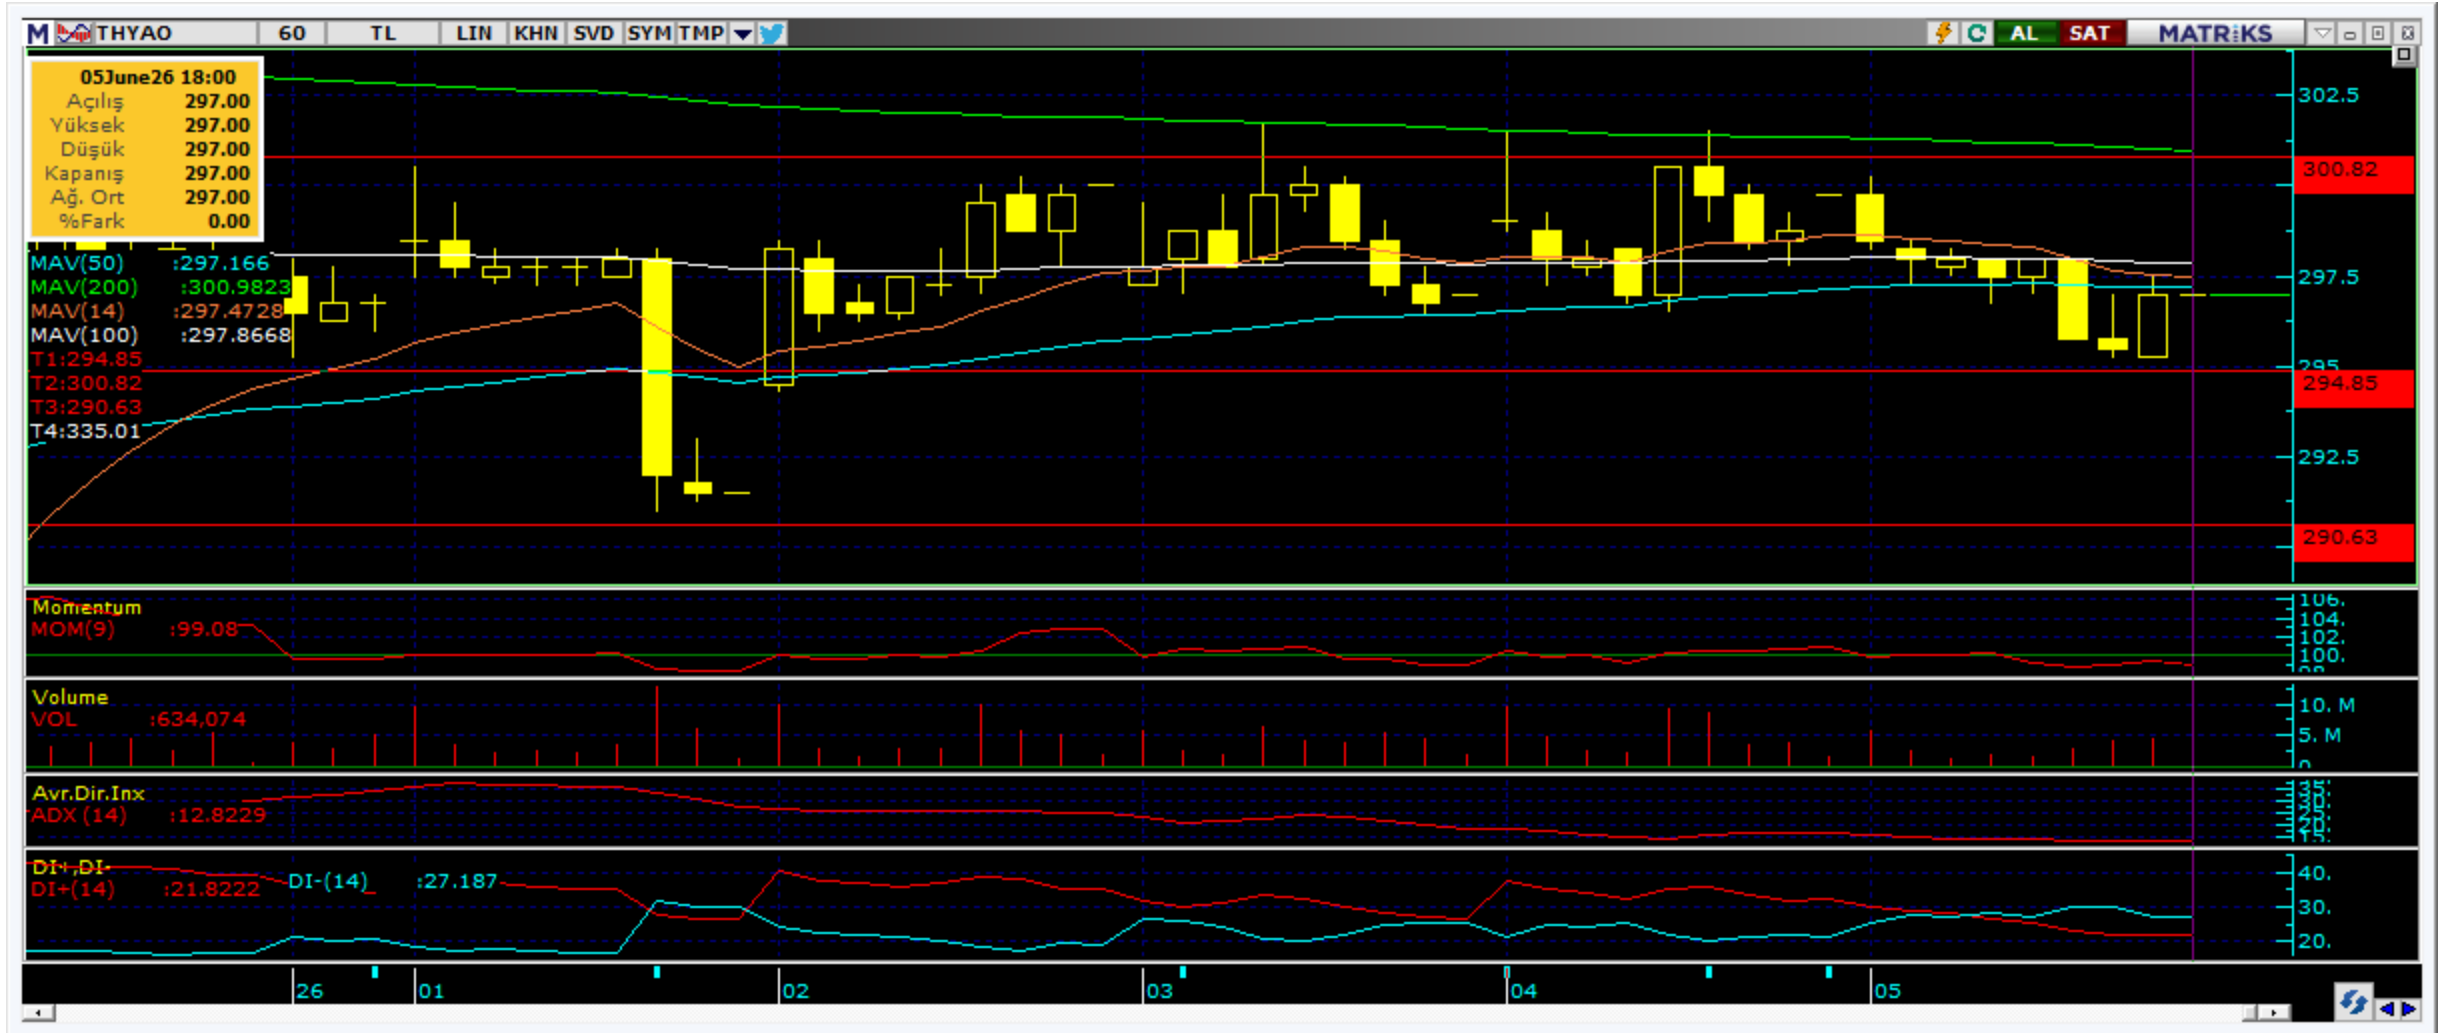 M THYAO 60 TL LIN KHN SVD SYM TMP AL SAT MATRiKS
05June26 18:00
Açılış 297.00
Yüksek 297.00
Düşük 297.00
Kapanış 297.00
Ağ. Ort 297.00
%Fark 0.00
MAV(50) :297.166
MAV(200) :300.9823
MAV(14) :297.4728
MAV(100) :297.8668
T1:294.85
T2:300.82
T3:290.63
T4:335.01
302.5
300.82
297.5
295
294.85
292.5
290.63
Momentum
MOM(9) :99.08
106.
104.
102.
100.
98.
Volume
VOL :634,074
10. M
5. M
0
Avr.Dir.Inx
ADX (14) :12.8229
35.
30.
25.
20.
15.
DI+,DI-
DI+(14) :21.8222 DI-(14) :27.187
40.
30.
20.
26 01 02 03 04 05